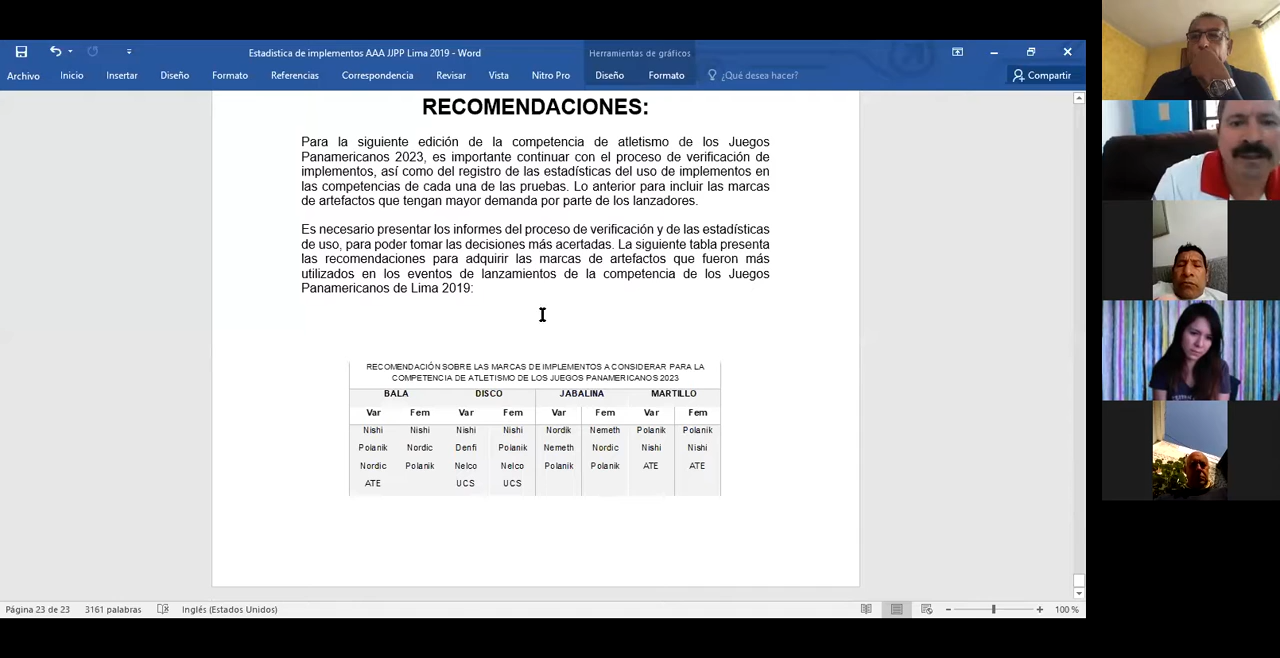 Estadistica de implementos AAA JJPP Lima 2019 - Word
Herramientas de gráficos
Archivo Inicio Insertar Diseño Formato Referencias Correspondencia Revisar Vista Nitro Pro Diseño Formato ¿Qué desea hacer? Compartir
RECOMENDACIONES:
Para la siguiente edición de la competencia de atletismo de los Juegos
Panamericanos 2023, es importante continuar con el proceso de verificación de
implementos, así como del registro de las estadísticas del uso de implementos en
las competencias de cada una de las pruebas. Lo anterior para incluir las marcas
de artefactos que tengan mayor demanda por parte de los lanzadores.
Es necesario presentar los informes del proceso de verificación y de las estadísticas
de uso, para poder tomar las decisiones más acertadas. La siguiente tabla presenta
las recomendaciones para adquirir las marcas de artefactos que fueron más
utilizados en los eventos de lanzamientos de la competencia de los Juegos
Panamericanos de Lima 2019:
RECOMENDACIÓN SOBRE LAS MARCAS DE IMPLEMENTOS A CONSIDERAR PARA LA
COMPETENCIA DE ATLETISMO DE LOS JUEGOS PANAMERICANOS 2023
BALA DISCO JABALINA MARTILLO
Var Fem Var Fem Var Fem Var Fem
Nishi Nishi Nishi Nishi Nordik Nemeth Polanik Polanik
Polanik Nordic Denfi Polanik Nemeth Nordic Nishi Nishi
Nordic Polanik Nelco Nelco Polanik Polanik ATE ATE
ATE UCS UCS
Página 23 de 23 3161 palabras Inglés (Estados Unidos) 100 %